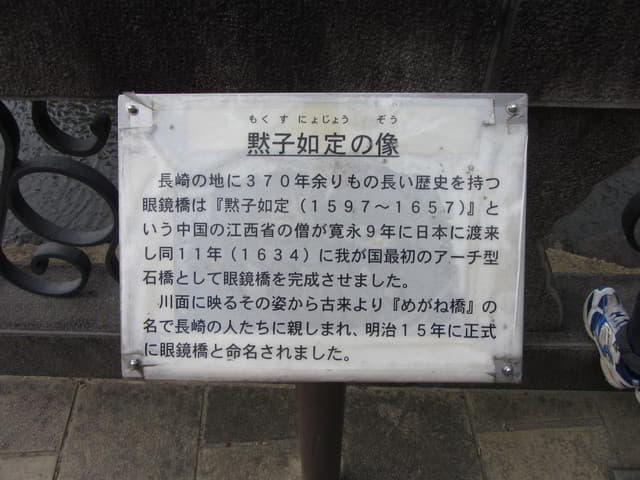 もくすにょじょう　ぞう
黙子如定の像
長崎の地に３７０年余りもの長い歴史を持つ
眼鏡橋は『黙子如定（１５９７～１６５７）』と
いう中国の江西省の僧が寛永９年に日本に渡来
し同１１年（１６３４）に我が国最初のアーチ型
石橋として眼鏡橋を完成させました。
川面に映るその姿から古来より『めがね橋』の
名で長崎の人たちに親しまれ、明治１５年に正式
に眼鏡橋と命名されました。